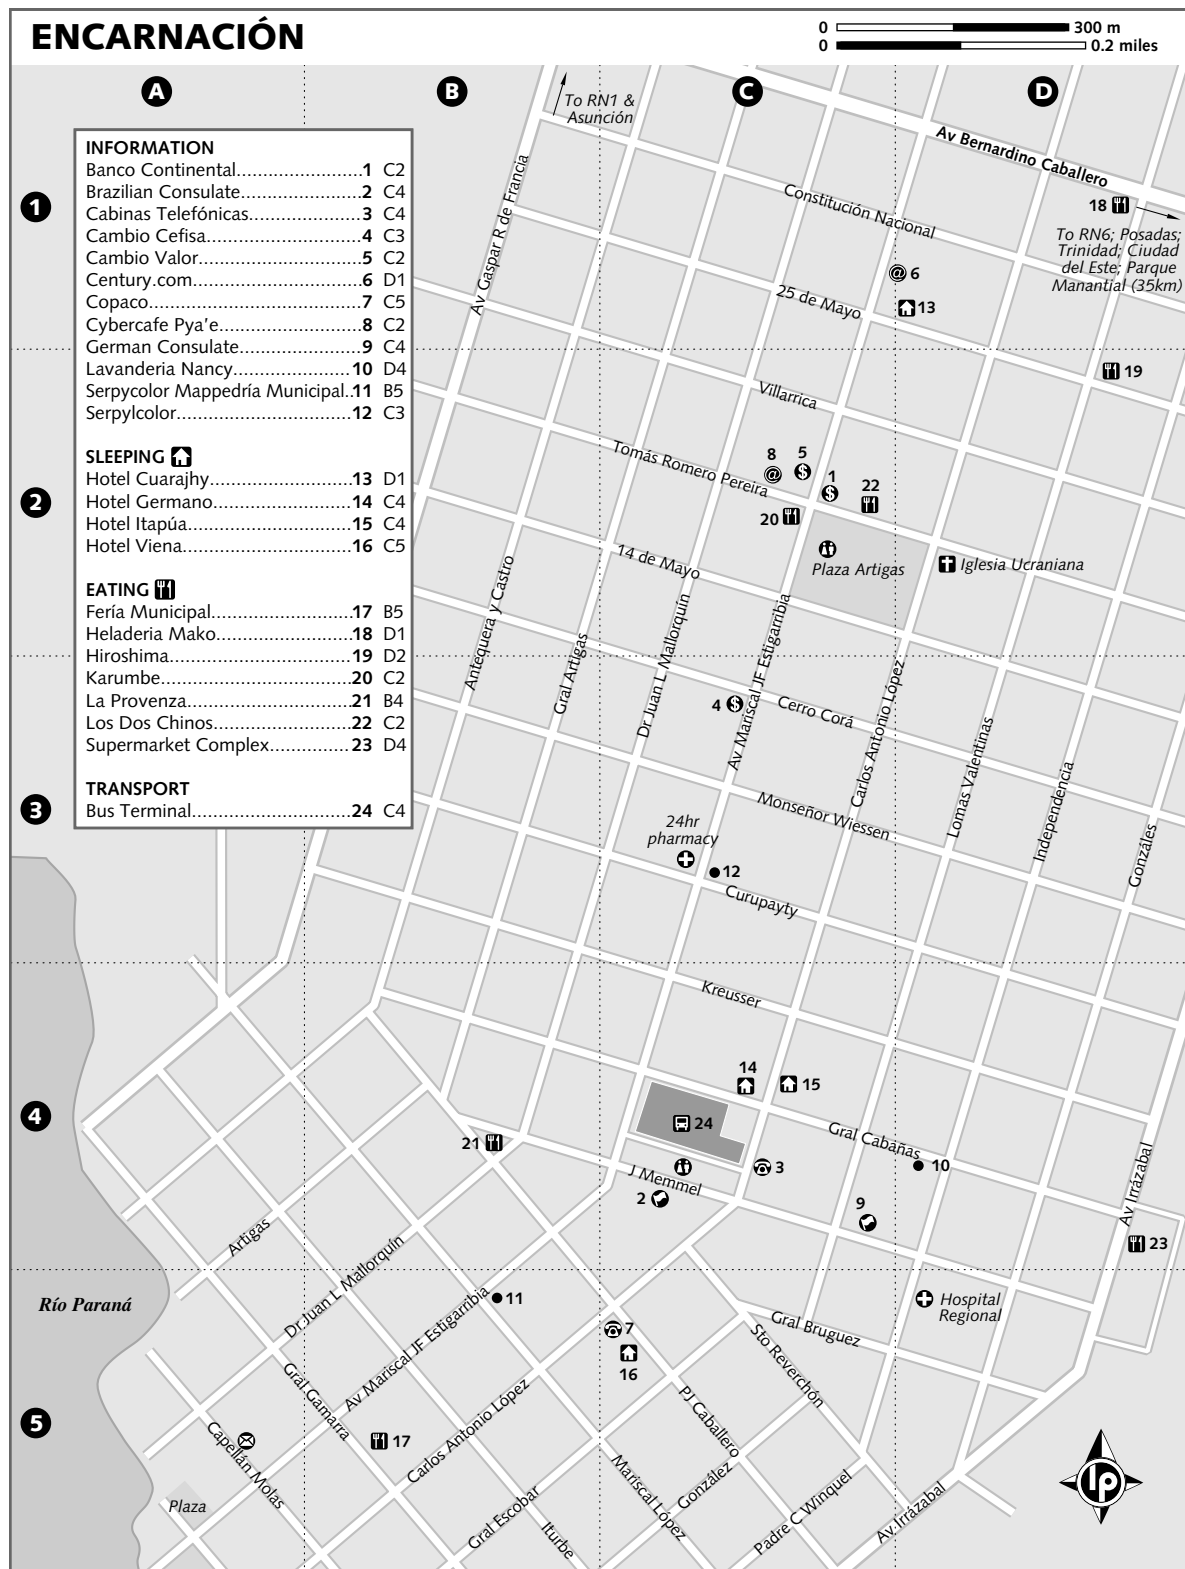 ENCARNACIÓN
0 300 m
0 0.2 miles
A
B
C
D
1
2
3
4
5
INFORMATION
Banco Continental........................1 C2
Brazilian Consulate.......................2 C4
Cabinas Telefónicas......................3 C4
Cambio Cefisa..............................4 C3
Cambio Valor...............................5 C2
Century.com................................6 D1
Copaco........................................7 C5
Cybercafe Pya'e...........................8 C2
German Consulate........................9 C4
Lavanderia Nancy.......................10 D4
Serpycolor Mappedría Municipal..11 B5
Serpylcolor.................................12 C3
SLEEPING
Hotel Cuarajhy...........................13 D1
Hotel Germano...........................14 C4
Hotel Itapúa...............................15 C4
Hotel Viena................................16 C5
EATING
Fería Municipal...........................17 B5
Heladeria Mako..........................18 D1
Hiroshima...................................19 D2
Karumbe.....................................20 C2
La Provenza................................21 B4
Los Dos Chinos...........................22 C2
Supermarket Complex.................23 D4
TRANSPORT
Bus Terminal...............................24 C4
To RN1 &
Asunción
Av Bernardino Caballero
Constitución Nacional
18
To RN6; Posadas;
Trinidad; Ciudad
del Este; Parque
Manantial (35km)
Av Gaspar R de Francia
6
13
25 de Mayo
19
Villarrica
Tomás Romero Pereira
8
5
1
22
20
Plaza Artigas
Iglesia Ucraniana
14 de Mayo
Antequera y Castro
Gral Artigas
Dr Juan L Mallorquín
Av Mariscal JF Estigarribia
Carlos Antonio López
Lomas Valentinas
Independencia
Gonzáles
4
Cerro Corá
Monseñor Wiessen
24hr
pharmacy
12
Curupayty
Kreusser
14
15
24
Gral Cabañas
21
3
10
J Memmel
2
9
Av Irrázabal
23
Artigas
Río Paraná
Dr Juan L Mallorquín
Av Mariscal JF Estigarribia
11
Hospital
Regional
7
Gral Bruguez
Sto Reverchón
16
Gral Gamarra
Capellán Molas
17
Carlos Antonio López
PJ Caballero
Mariscal López
González
Padre C Winquel
Av Irrázabal
Gral Escobar
Iturbe
Plaza
lp